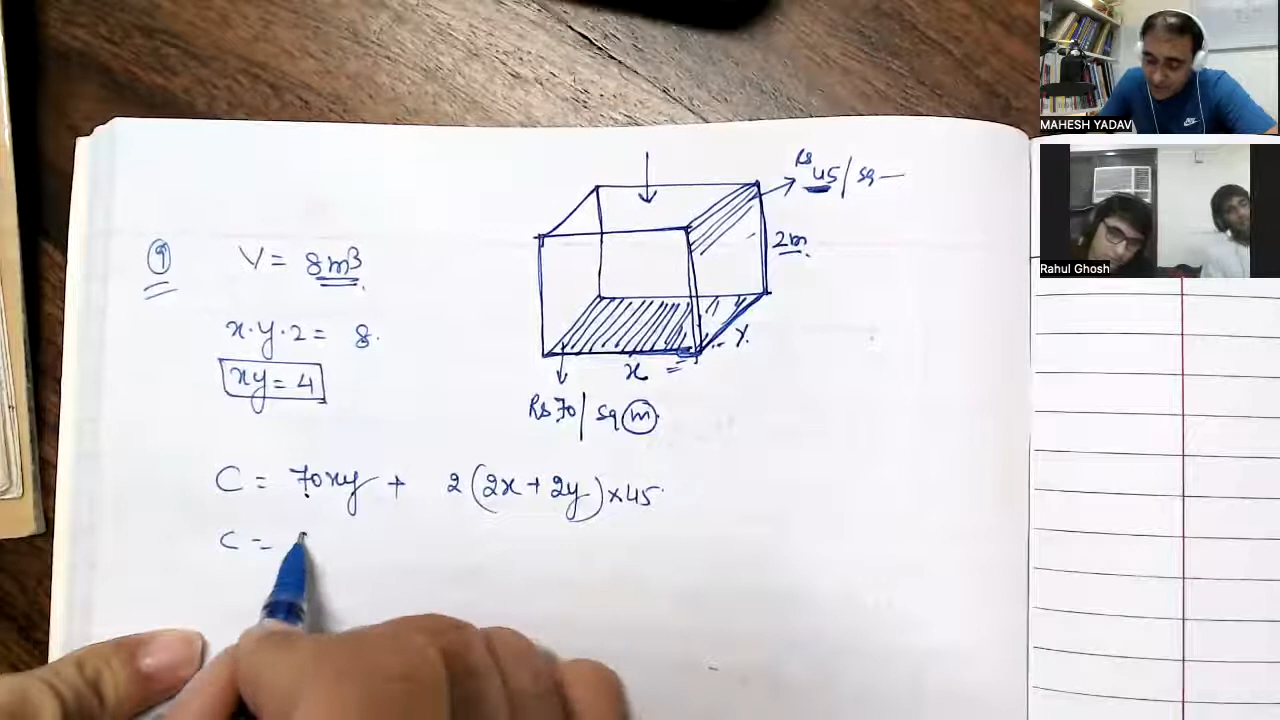 9
V = 8m³
x·y·2 = 8.
xy = 4
Rs 45/sq
2m.
y.
x =
Rs 70/sq m
C = 70xy + 2(2x + 2y) × 45
C =
MAHESH YADAV
Rahul Ghosh